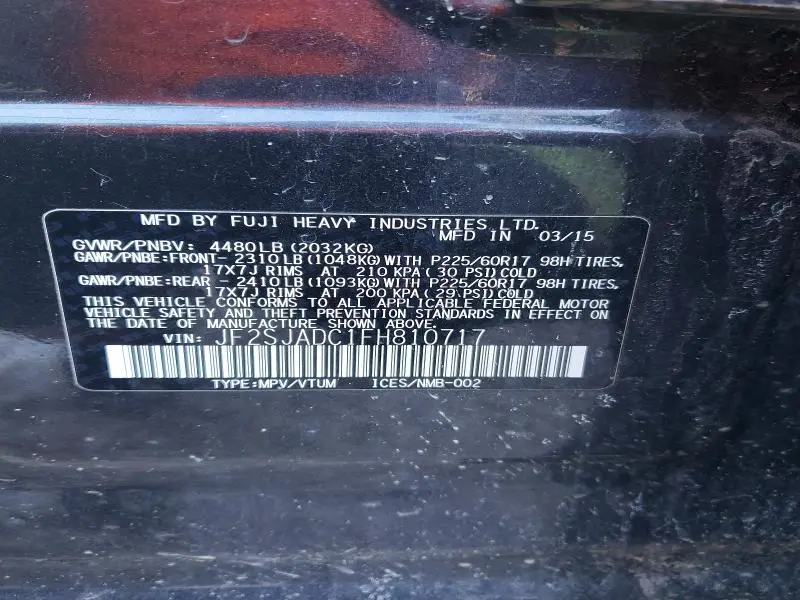 MFD BY FUJI HEAVY INDUSTRIES,LTD.
MFD IN 03/15
GVWR/PNBV: 4480LB(2032KG)
GAWR/PNBE:FRONT- 2310LB(1048KG)WITH P225/60R17 98H TIRES,
17X7J RIMS AT 210 KPA(30 PSI)COLD
GAWR/PNBE:REAR - 2410LB(1093KG)WITH P225/60R17 98H TIRES,
17X7J RIMS AT 200 KPA(29.PSI)COLD
THIS VEHICLE CONFORMS TO ALL APPLICABLE FEDERAL MOTOR
VEHICLE SAFETY AND THEFT PREVENTION STANDARDS IN EFFECT ON
THE DATE OF MANUFACTURE SHOWN ABOVE.
VIN: JF2SJADC1FH810717
TYPE:MPV/VTUM ICES/NMB-002